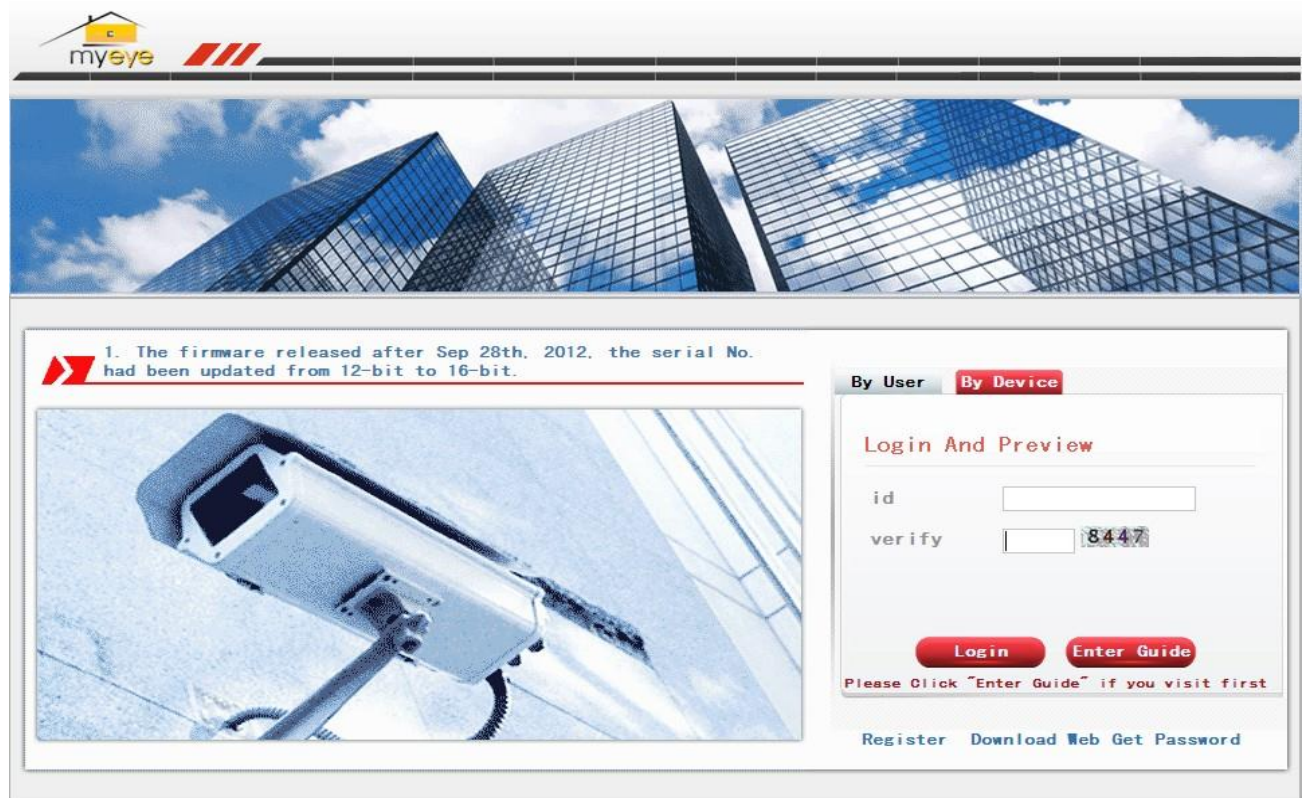 myeye
1. The firmware released after Sep 28th, 2012, the serial No.
had been updated from 12-bit to 16-bit.
By User By Device
Login And Preview
id
verify 8447
Login Enter Guide
Please Click "Enter Guide" if you visit first
Register Download Web Get Password